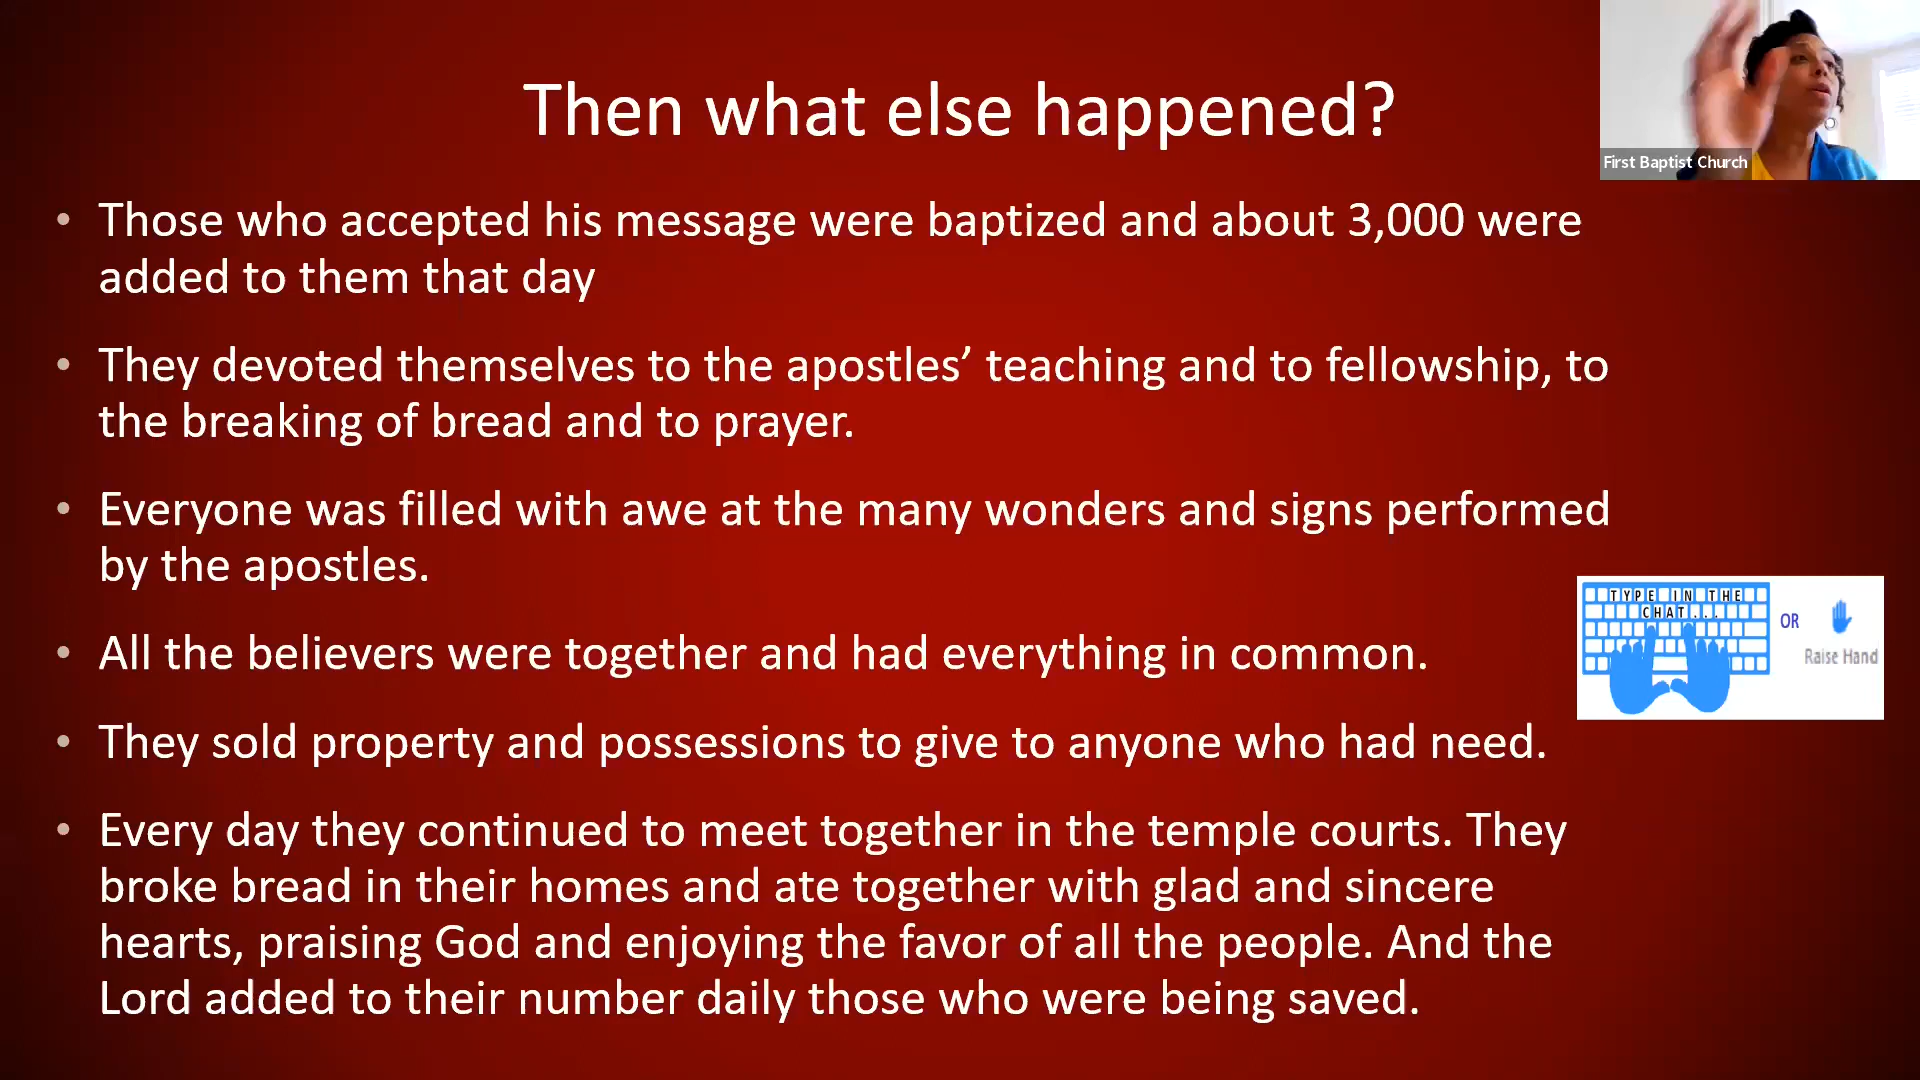 Then what else happened?
First Baptist Church
• Those who accepted his message were baptized and about 3,000 were
added to them that day
• They devoted themselves to the apostles’ teaching and to fellowship, to
the breaking of bread and to prayer.
• Everyone was filled with awe at the many wonders and signs performed
by the apostles.
• All the believers were together and had everything in common.
• They sold property and possessions to give to anyone who had need.
• Every day they continued to meet together in the temple courts. They
broke bread in their homes and ate together with glad and sincere
hearts, praising God and enjoying the favor of all the people. And the
Lord added to their number daily those who were being saved.
TYPE IN THE
CHAT...
OR
Raise Hand